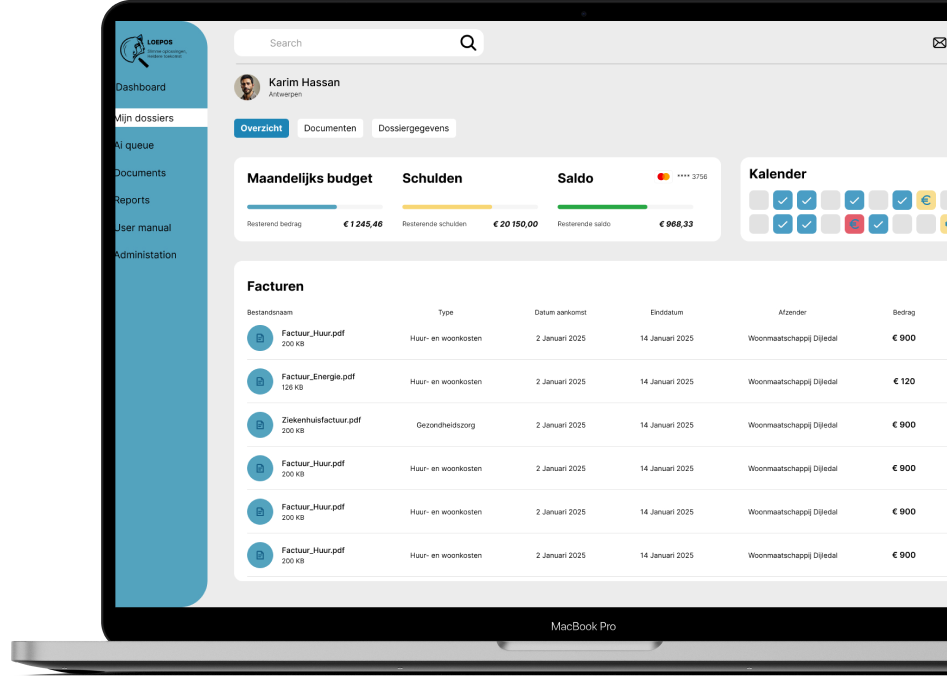 LOEPOS
Slimme oplossingen,
heldere toekomst
Search
Dashboard
Mijn dossiers
Ai queue
Documents
Reports
User manual
Administation
Karim Hassan
Antwerpen
Overzicht Documenten Dossiergegevens
Maandelijks budget Schulden Saldo **** 3756
Resterend bedrag € 1 245,46 Resterende schulden € 20 150,00 Resterende saldo € 968,33
Kalender
€
€ €
Facturen
Bestandsnaam Type Datum aankomst Einddatum Afzender Bedrag
Factuur_Huur.pdf
200 KB
Huur- en woonkosten 2 Januari 2025 14 Januari 2025 Woonmaatschappij Dijledal € 900
Factuur_Energie.pdf
126 KB
Huur- en woonkosten 2 Januari 2025 14 Januari 2025 Woonmaatschappij Dijledal € 120
Ziekenhuisfactuur.pdf
200 KB
Gezondheidszorg 2 Januari 2025 14 Januari 2025 Woonmaatschappij Dijledal € 900
Factuur_Huur.pdf
200 KB
Huur- en woonkosten 2 Januari 2025 14 Januari 2025 Woonmaatschappij Dijledal € 900
Factuur_Huur.pdf
200 KB
Huur- en woonkosten 2 Januari 2025 14 Januari 2025 Woonmaatschappij Dijledal € 900
Factuur_Huur.pdf
200 KB
Huur- en woonkosten 2 Januari 2025 14 Januari 2025 Woonmaatschappij Dijledal € 900
MacBook Pro